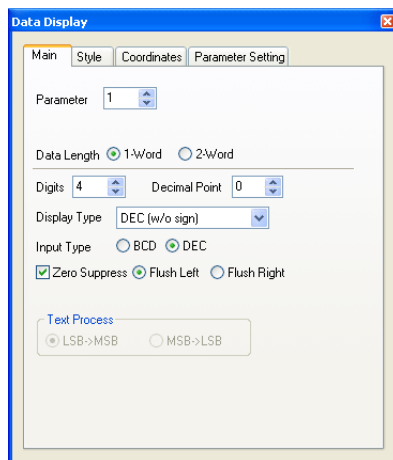 Data Display
Main Style Coordinates Parameter Setting
Parameter 1
Data Length 1-Word 2-Word
Digits 4 Decimal Point 0
Display Type DEC (w/o sign)
Input Type BCD DEC
Zero Suppress Flush Left Flush Right
Text Process
LSB->MSB MSB->LSB